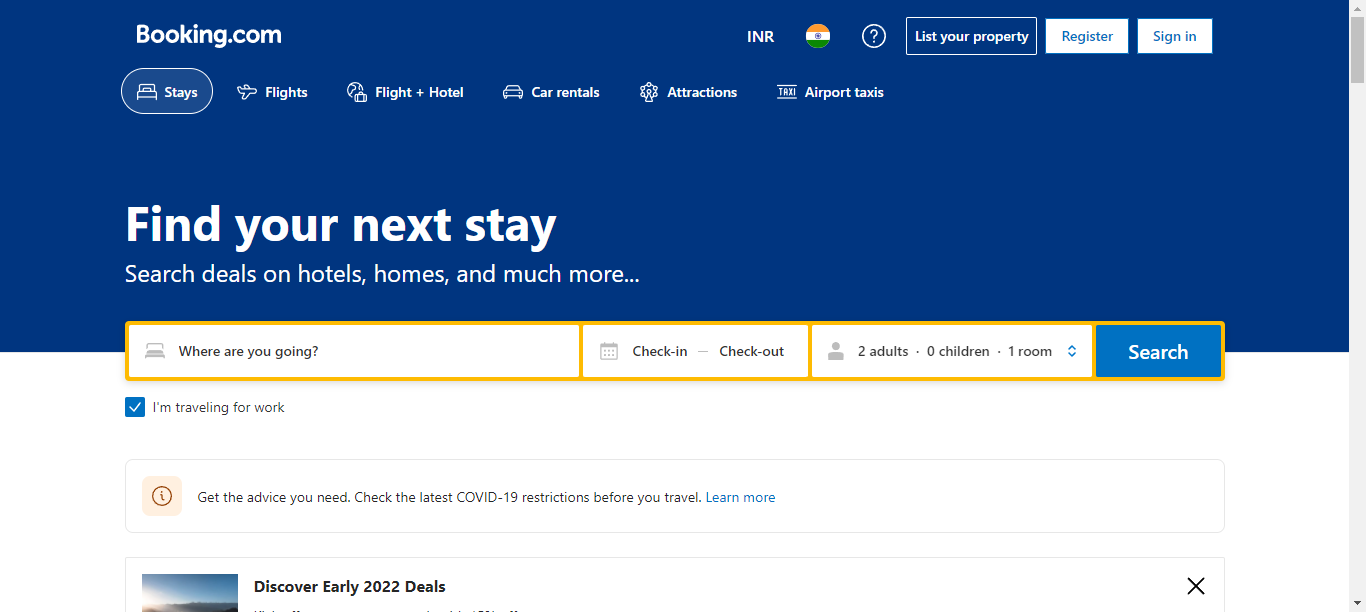 Booking.com
INR
List your property
Register
Sign in
Stays
Flights
Flight + Hotel
Car rentals
Attractions
TAXI
Airport taxis
Find your next stay
Search deals on hotels, homes, and much more...
Where are you going?
Check-in — Check-out
2 adults · 0 children · 1 room
Search
I'm traveling for work
Get the advice you need. Check the latest COVID-19 restrictions before you travel. Learn more
Discover Early 2022 Deals